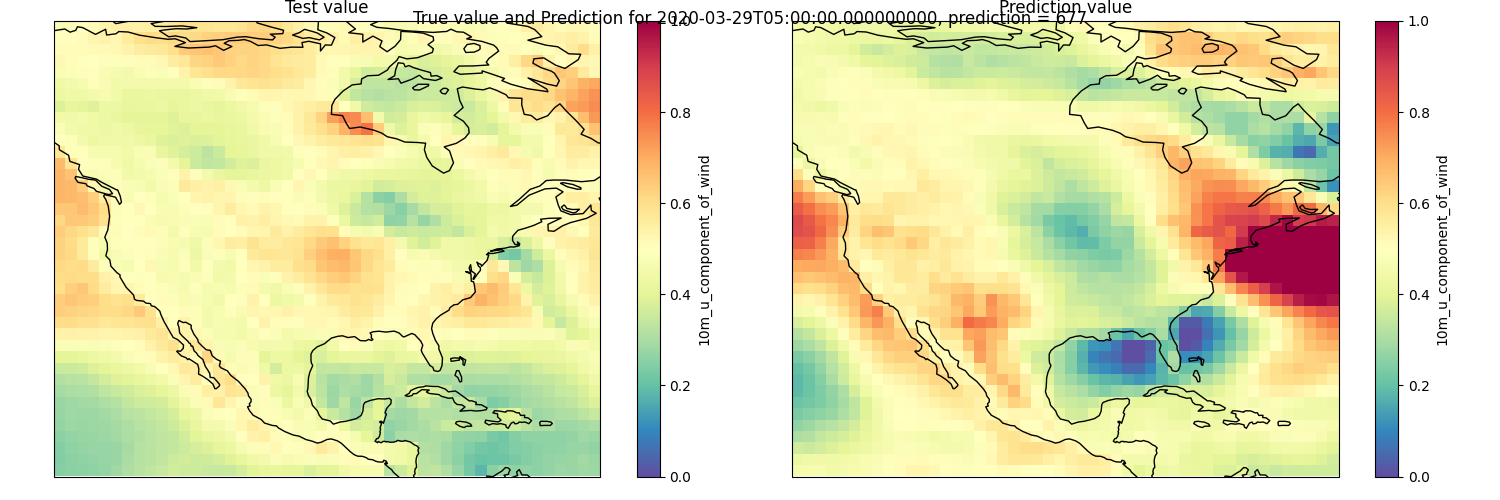 Test value
Prediction value
True value and Prediction for 2020-03-29T05:00:00.000000000, prediction = 677
1.0
0.8
0.6
0.4
0.2
0.0
10m_u_component_of_wind
1.0
0.8
0.6
0.4
0.2
0.0
10m_u_component_of_wind